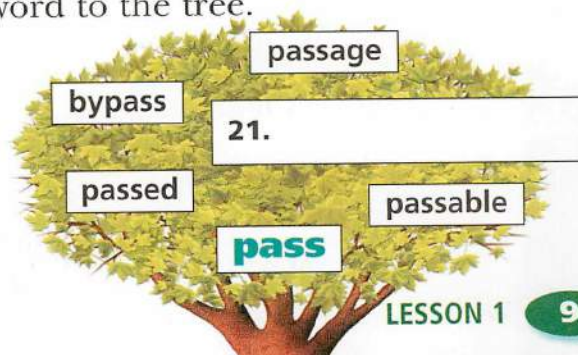 word to the tree.
passage
bypass
21.
passed
passable
pass
LESSON 1
9